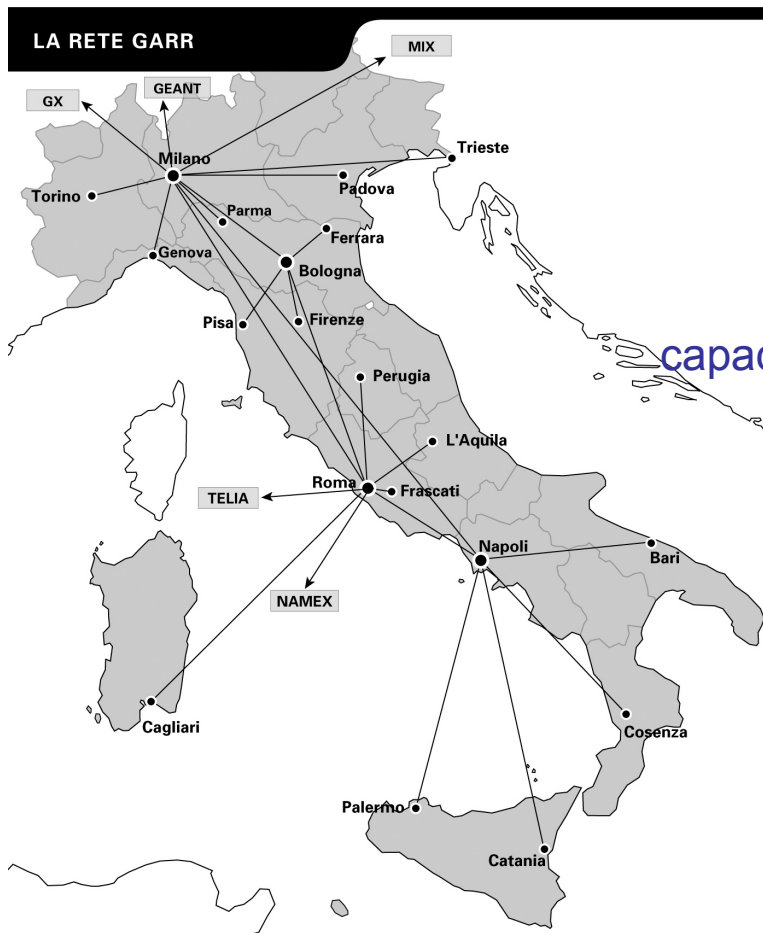 LA RETE GARR
MIX
GEANT
GX
Milano
Trieste
Torino
Padova
Parma
Ferrara
Genova
Bologna
Pisa
Firenze
capac
Perugia
L'Aquila
Roma
Frascati
TELIA
Napoli
Bari
NAMEX
Cagliari
Cosenza
Palermo
Catania